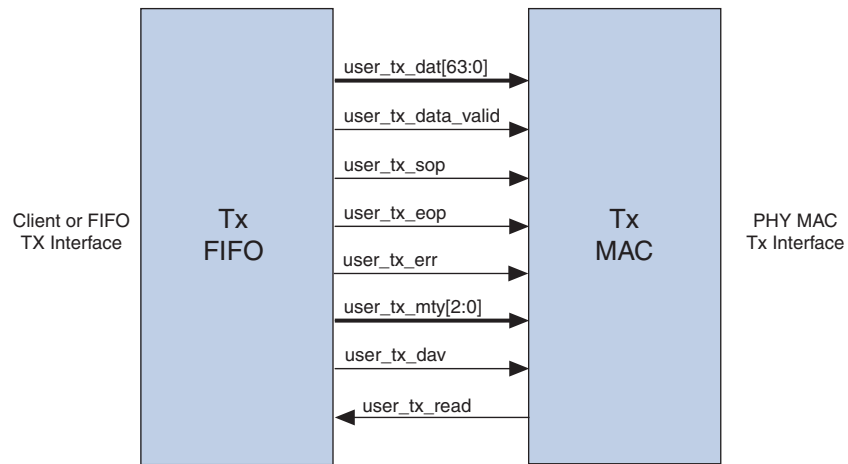 user_tx_dat[63:0]
user_tx_data_valid
user_tx_sop
user_tx_eop
user_tx_err
user_tx_mty[2:0]
user_tx_dav
user_tx_read
Client or FIFO
TX Interface
Tx
FIFO
Tx
MAC
PHY MAC
Tx Interface